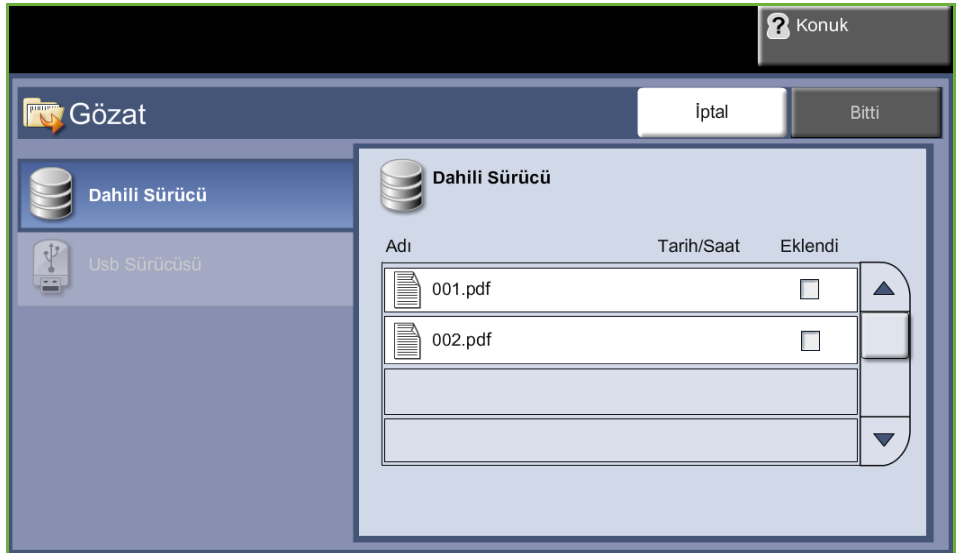 ? Konuk
Gözat
İptal
Bitti
Dahili Sürücü
Usb Sürücüsü
Dahili Sürücü
Adı Tarih/Saat Eklendi
001.pdf
002.pdf